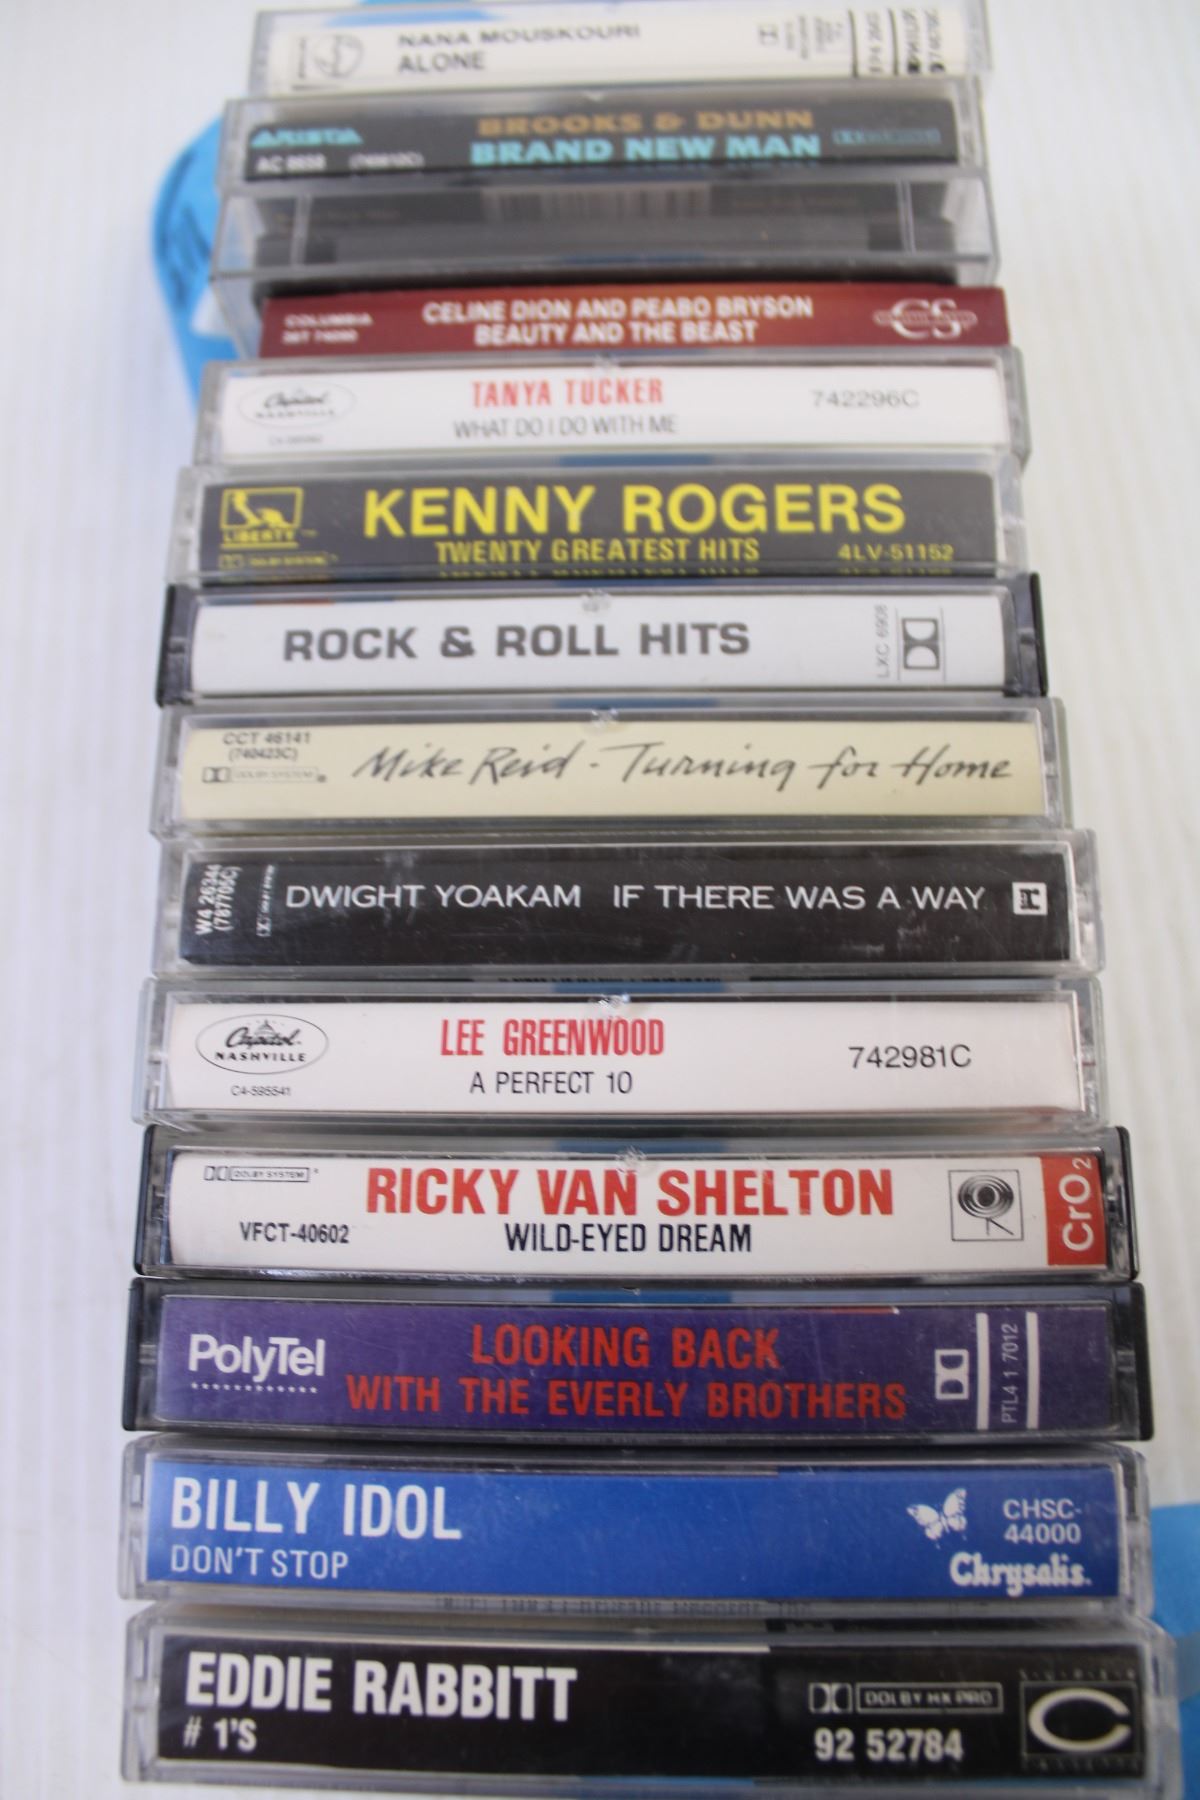 NANA MOUSKOURI
ALONE
ARISTA
BROOKS & DUNN
BRAND NEW MAN
COLUMBIA
CELINE DION AND PEABO BRYSON
BEAUTY AND THE BEAST
CS
Capitol
NASHVILLE
TANYA TUCKER
WHAT DO I DO WITH ME
742296C
LIBERTY
DOLBY SYSTEM
KENNY ROGERS
TWENTY GREATEST HITS
4LV-51152
ROCK & ROLL HITS
LXC 6908
CCT 46141
(740423C)
DOLBY SYSTEM
Mike Reid - Turning for Home
W4 26344
(787705C)
DWIGHT YOAKAM IF THERE WAS A WAY
r
Capitol
NASHVILLE
C4-595541
LEE GREENWOOD
A PERFECT 10
742981C
DOLBY SYSTEM
VFCT-40602
RICKY VAN SHELTON
WILD-EYED DREAM
CrO2
PolyTel
LOOKING BACK
WITH THE EVERLY BROTHERS
PTL4 1 7012
BILLY IDOL
DON'T STOP
CHSC-
44000
Chrysalis.
EDDIE RABBITT
# 1'S
DOLBY HX PRO
92 52784
SUPER
C